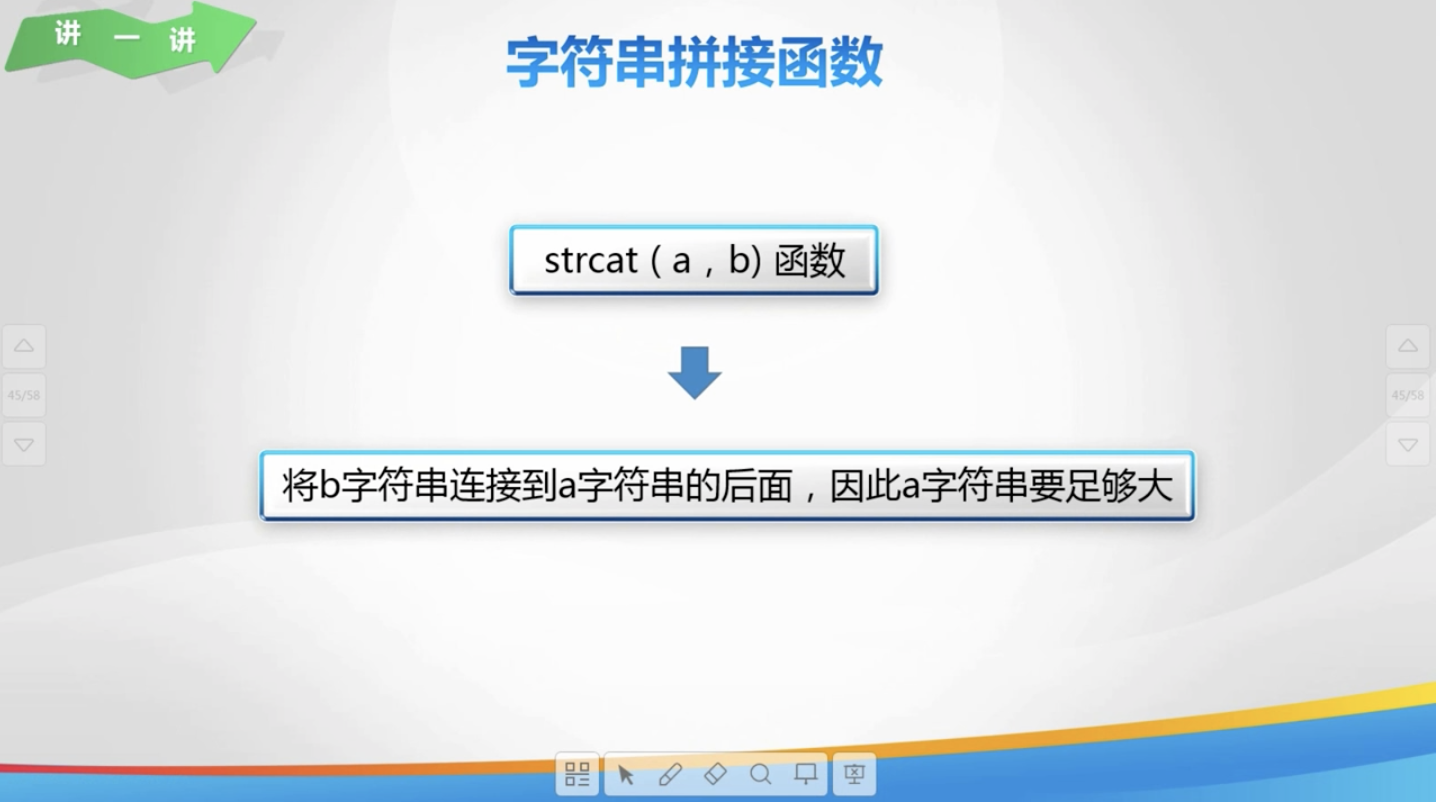 讲 一 讲
字符串拼接函数
strcat（a，b) 函数
将b字符串连接到a字符串的后面，因此a字符串要足够大
45/58
45/58